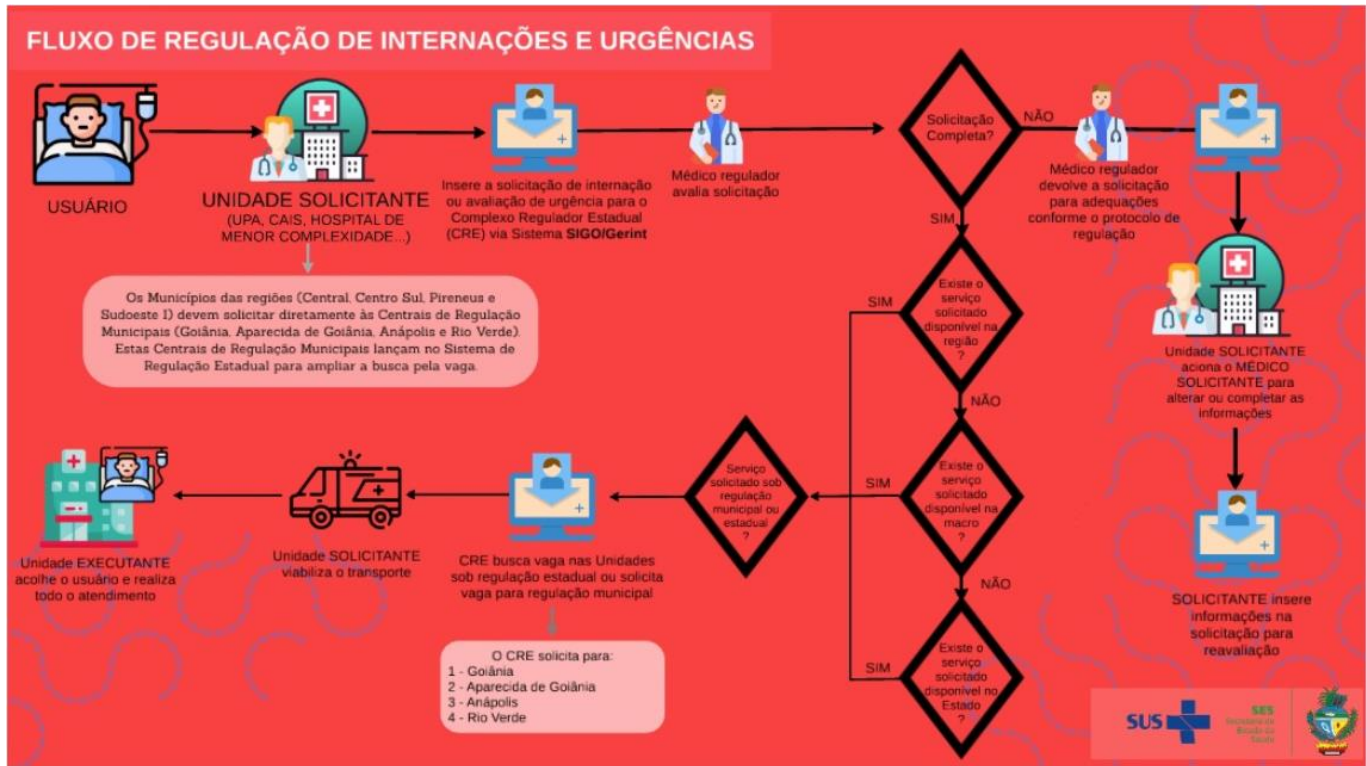 FLUXO DE REGULAÇÃO DE INTERNAÇÕES E URGÊNCIAS
USUÁRIO
UNIDADE SOLICITANTE
(UPA, CAIS, HOSPITAL DE
MENOR COMPLEXIDADE...)
Insere a solicitação de internação
ou avaliação de urgência para o
Complexo Regulador Estadual
(CRE) via Sistema SIGO/Gerint
Médico regulador
avalia solicitação
Solicitação
Completa?
NÃO
Médico regulador
devolve a solicitação
para adequações
conforme o protocolo de
regulação
SIM
Os Municípios das regiões (Central, Centro Sul, Pireneus e
Sudoeste I) devem solicitar diretamente às Centrais de Regulação
Municipais (Goiânia, Aparecida de Goiânia, Anápolis e Rio Verde).
Estas Centrais de Regulação Municipais lançam no Sistema de
Regulação Estadual para ampliar a busca pela vaga.
SIM
Existe o
serviço
solicitado
disponível na
região
?
Unidade SOLICITANTE
aciona o MÉDICO
SOLICITANTE para
alterar ou completar as
informações
NÃO
SIM
Existe o
serviço
solicitado
disponível na
macro
?
Serviço
solicitado sob
regulação
municipal ou
estadual
?
CRE busca vaga nas Unidades
sob regulação estadual ou solicita
vaga para regulação municipal
Unidade SOLICITANTE
viabiliza o transporte
Unidade EXECUTANTE
acolhe o usuário e realiza
todo o atendimento
NÃO
SOLICITANTE insere
informações na
solicitação para
reavaliação
SIM
Existe o
serviço
solicitado
disponível no
Estado
?
O CRE solicita para:
1 - Goiânia
2 - Aparecida de Goiânia
3 - Anápolis
4 - Rio Verde
SUS
SES
Secretaria de
Estado da
Saúde